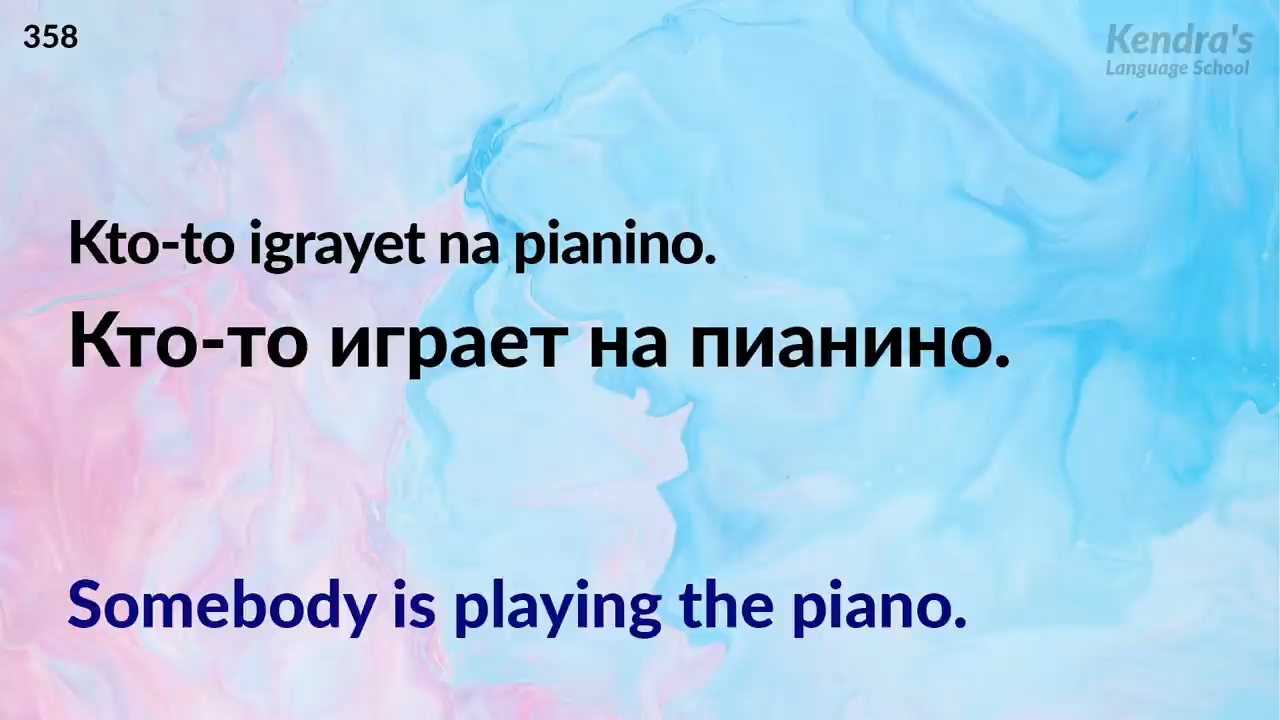 358
Kendra's
Language School
Kto-to igrayet na pianino.
Кто-то играет на пианино.
Somebody is playing the piano.